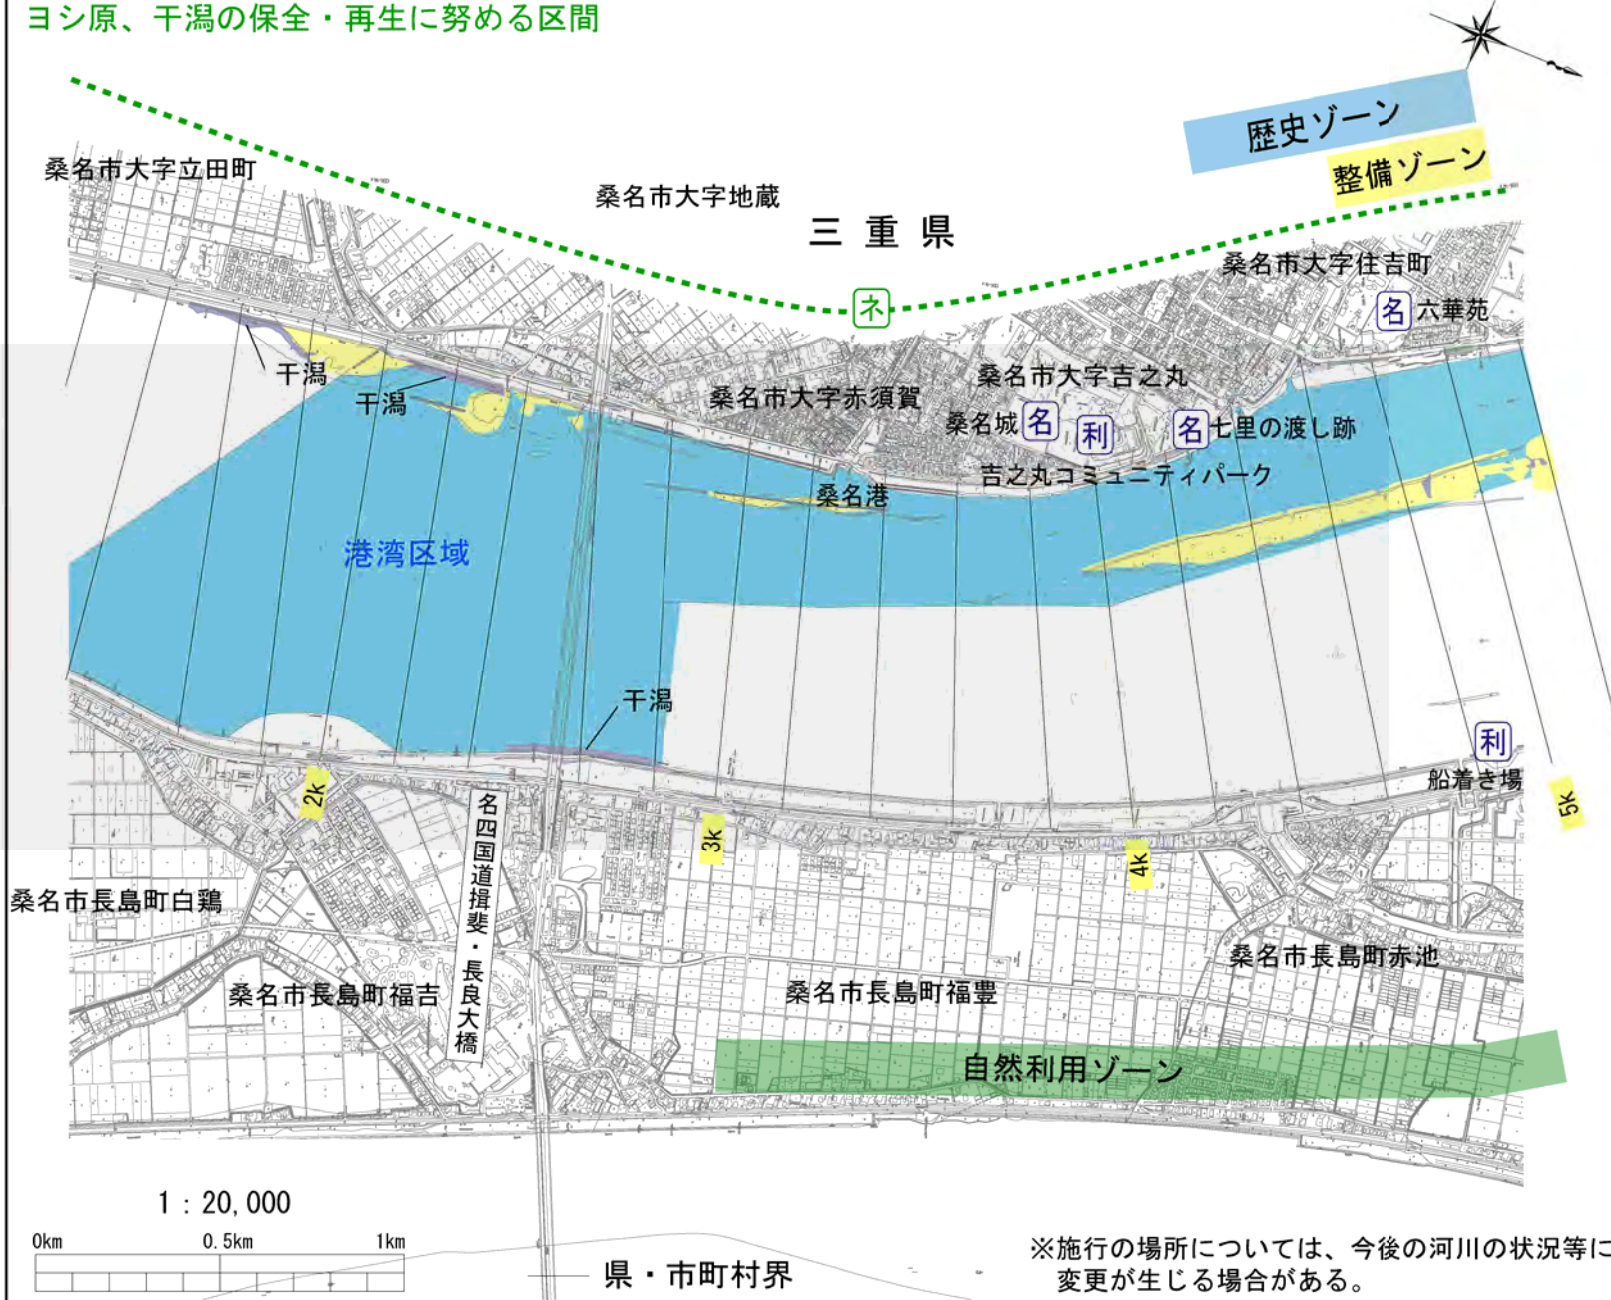 ヨシ原、干潟の保全・再生に努める区間
歴史ゾーン
整備ゾーン
桑名市大字立田町
桑名市大字地蔵
三重県
桑名市大字住吉町
ネ
名 六華苑
干潟
干潟
桑名市大字赤須賀
桑名市大字吉之丸
桑名城 名
利
名 七里の渡し跡
吉之丸コミュニティパーク
桑名港
港湾区域
干潟
利
船着き場
2k
3k
4k
5k
名四国道揖斐・長良大橋
桑名市長島町白鶏
桑名市長島町福吉
桑名市長島町福豊
桑名市長島町赤池
自然利用ゾーン
1:20,000
0km 0.5km 1km
県・市町村界
※施行の場所については、今後の河川の状況等に
変更が生じる場合がある。